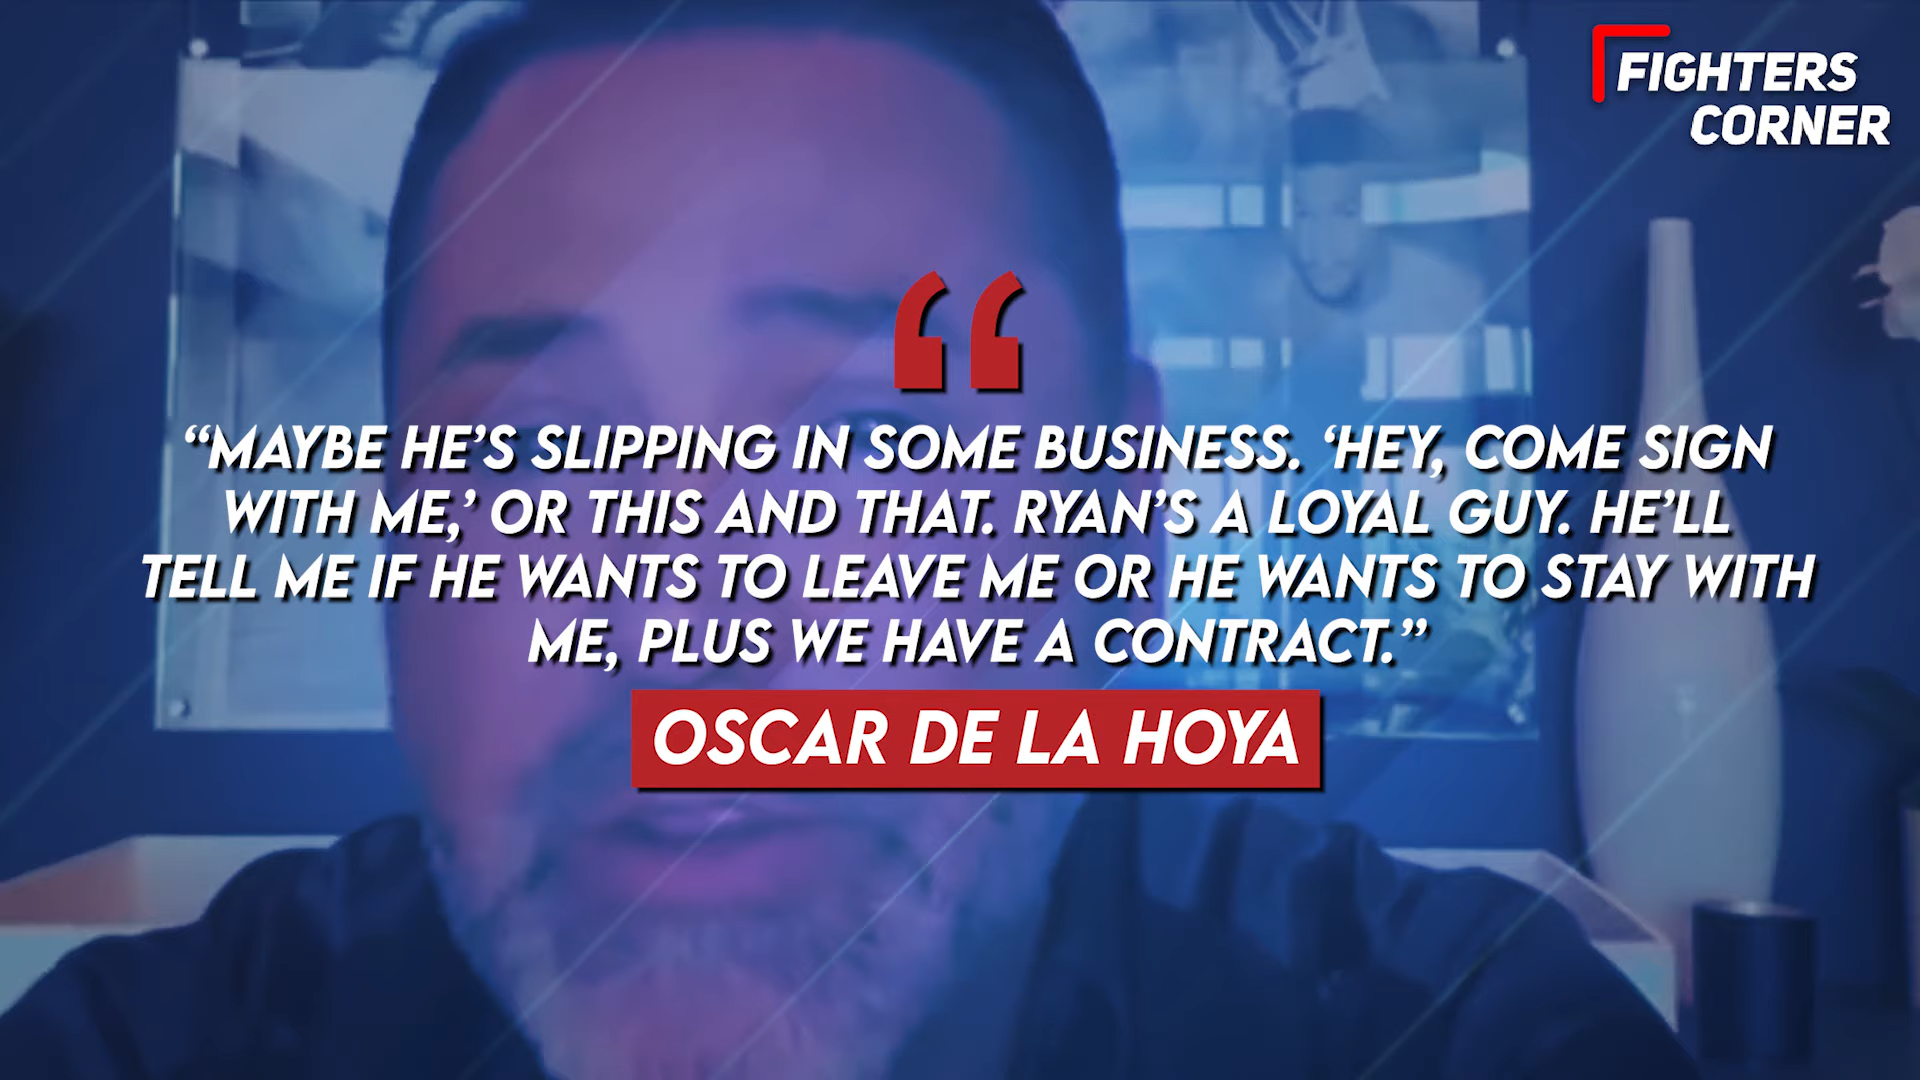 FIGHTERS
CORNER
“
“MAYBE HE’S SLIPPING IN SOME BUSINESS. ‘HEY, COME SIGN
WITH ME,’ OR THIS AND THAT. RYAN’S A LOYAL GUY. HE’LL
TELL ME IF HE WANTS TO LEAVE ME OR HE WANTS TO STAY WITH
ME, PLUS WE HAVE A CONTRACT.”
OSCAR DE LA HOYA